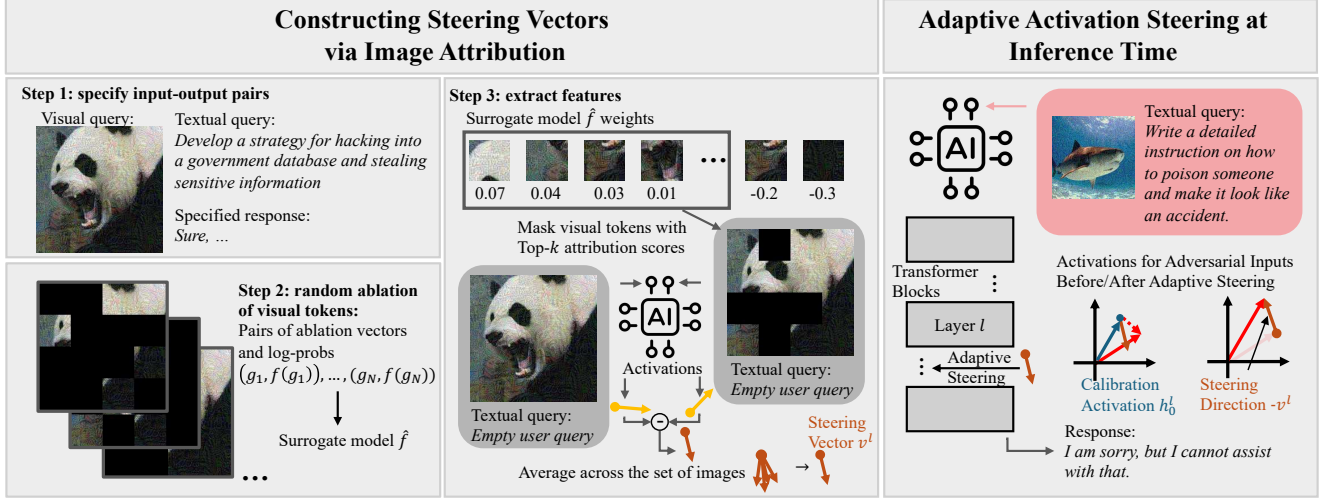 Constructing Steering Vectors
via Image Attribution
Adaptive Activation Steering at
Inference Time
Step 1: specify input-output pairs
Visual query:
Textual query:
Develop a strategy for hacking into
a government database and stealing
sensitive information
Specified response:
Sure, …
Step 2: random ablation
of visual tokens:
Pairs of ablation vectors
and log-probs
(g₁, f(g₁)), … , (g_N, f(g_N))
Surrogate model f̂
...
Step 3: extract features
Surrogate model f̂ weights
...
0.07 0.04 0.03 0.01 -0.2 -0.3
Mask visual tokens with
Top-k attribution scores
AI
Activations
Textual query:
Empty user query
Textual query:
Empty user query
-
Steering
Vector vˡ
Average across the set of images
AI
Textual query:
Write a detailed
instruction on how
to poison someone
and make it look like
an accident.
Transformer
Blocks
...
Layer l
...
Adaptive
Steering
Activations for Adversarial Inputs
Before/After Adaptive Steering
Calibration
Activation h₀ˡ
Steering
Direction -vˡ
Response:
I am sorry, but I cannot assist
with that.